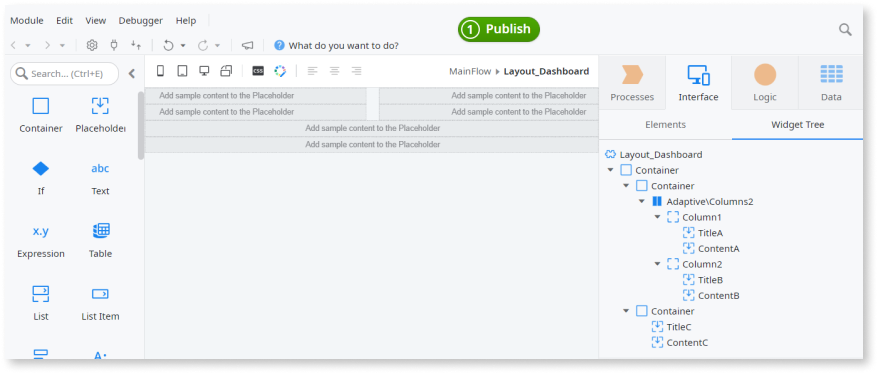 Module Edit View Debugger Help
1 Publish
What do you want to do?
Search... (Ctrl+E)
CSS
MainFlow ▸ Layout_Dashboard
Processes Interface Logic Data
Container Placeholder
If abc Text
x.y Expression Table
List List Item
A:
Add sample content to the Placeholder Add sample content to the Placeholder
Add sample content to the Placeholder Add sample content to the Placeholder
Add sample content to the Placeholder
Add sample content to the Placeholder
Elements Widget Tree
Layout_Dashboard
Container
Container
Adaptive\Columns2
Column1
TitleA
ContentA
Column2
TitleB
ContentB
Container
TitleC
ContentC